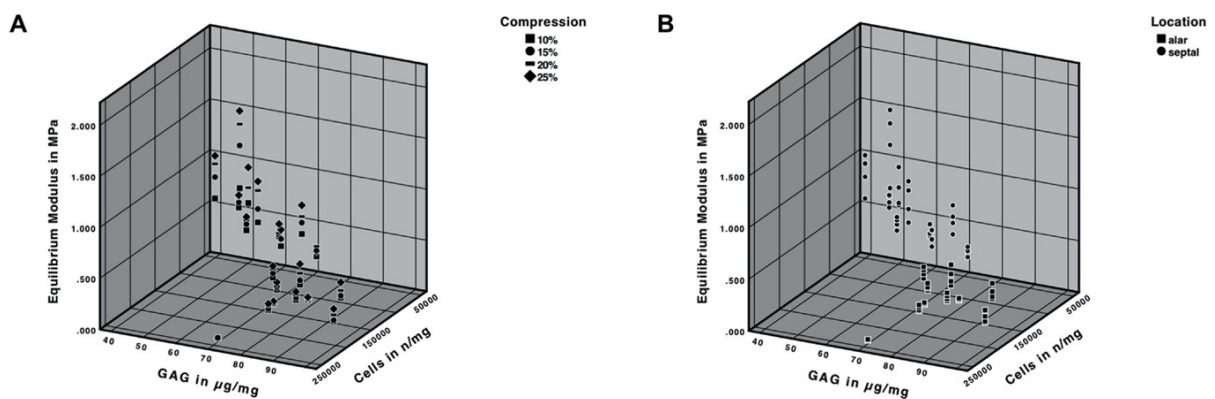 A
Compression
10%
15%
20%
25%
Equilibrium Modulus in MPa
2.000
1.500
1.000
.500
.000
40
50
60
70
80
90
GAG in µg/mg
250000
150000
50000
Cells in n/mg
B
Location
alar
septal
Equilibrium Modulus in MPa
2.000
1.500
1.000
.500
.000
40
50
60
70
80
90
GAG in µg/mg
250000
150000
50000
Cells in n/mg